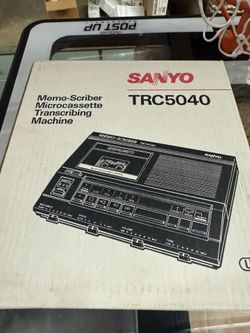 POST UP
SANYO
Memo-Scriber
Microcassette
Transcribing
Machine
TRC5040
MEMO-SCRIBER
SANYO